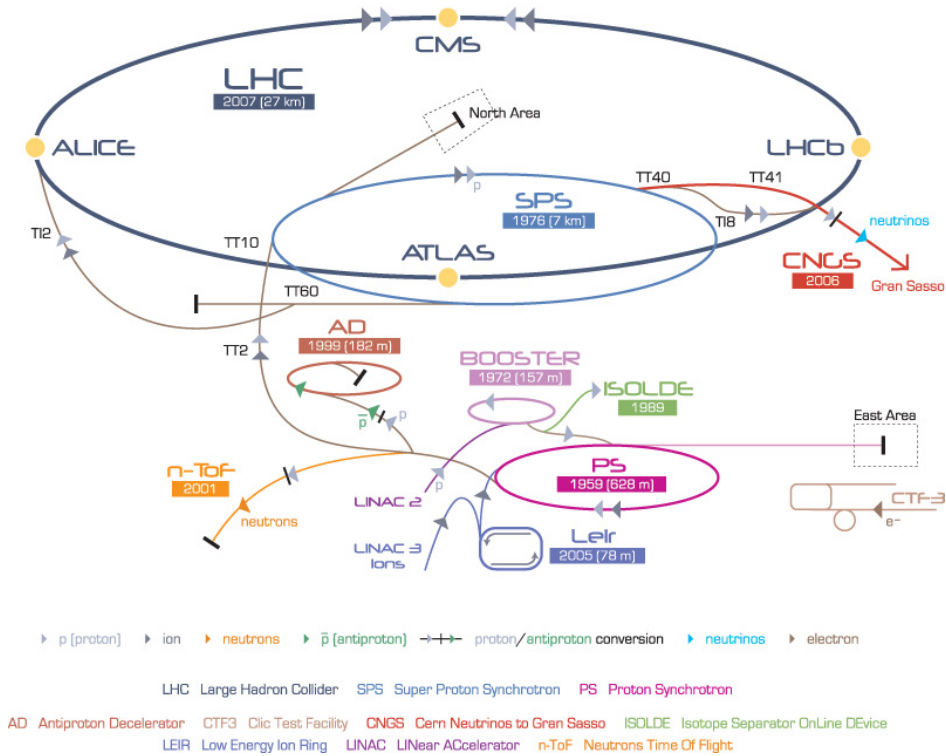 CMS
LHC
2007 (27 km)
North Area
ALICE
LHCb
TT40
TT41
SPS
1976 (7 km)
p
TI8
neutrinos
TI2
TT10
ATLAS
CNGS
2006
Gran Sasso
TT60
AD
1999 (182 m)
TT2
BOOSTER
1972 (157 m)
ISOLDE
1989
p̅
p
East Area
n-ToF
2001
LINAC 2
p
PS
1959 (628 m)
neutrons
CTF-3
e–
LINAC 3
Ions
Leir
2005 (78 m)
p (proton) ion neutrons p̅ (antiproton) proton/antiproton conversion neutrinos electron
LHC Large Hadron Collider SPS Super Proton Synchrotron PS Proton Synchrotron
AD Antiproton Decelerator CTF3 Clic Test Facility CNGS Cern Neutrinos to Gran Sasso ISOLDE Isotope Separator OnLine DEvice
LEIR Low Energy Ion Ring LINAC LINear ACcelerator n-ToF Neutrons Time Of Flight